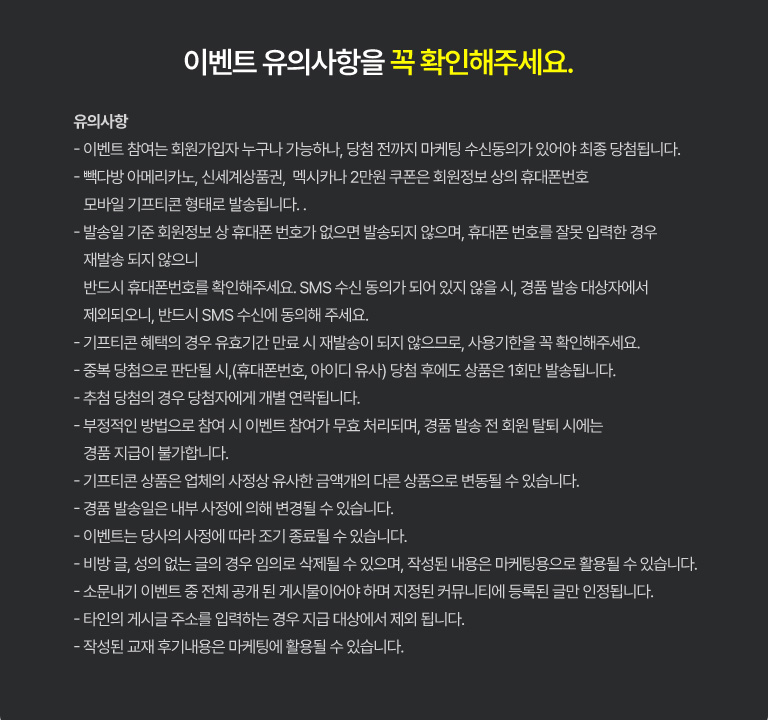 이벤트 유의사항을 꼭 확인해주세요.
유의사항
- 이벤트 참여는 회원가입자 누구나 가능하나, 당첨 전까지 마케팅 수신동의가 있어야 최종 당첨됩니다.
- 빽다방 아메리카노, 신세계상품권,  멕시카나 2만원 쿠폰은 회원정보 상의 휴대폰번호
모바일 기프티콘 형태로 발송됩니다. .
- 발송일 기준 회원정보 상 휴대폰 번호가 없으면 발송되지 않으며, 휴대폰 번호를 잘못 입력한 경우
재발송 되지 않으니
반드시 휴대폰번호를 확인해주세요. SMS 수신 동의가 되어 있지 않을 시, 경품 발송 대상자에서
제외되오니, 반드시 SMS 수신에 동의해 주세요.
- 기프티콘 혜택의 경우 유효기간 만료 시 재발송이 되지 않으므로, 사용기한을 꼭 확인해주세요.
- 중복 당첨으로 판단될 시,(휴대폰번호, 아이디 유사) 당첨 후에도 상품은 1회만 발송됩니다.
- 추첨 당첨의 경우 당첨자에게 개별 연락됩니다.
- 부정적인 방법으로 참여 시 이벤트 참여가 무효 처리되며, 경품 발송 전 회원 탈퇴 시에는
경품 지급이 불가합니다.
- 기프티콘 상품은 업체의 사정상 유사한 금액개의 다른 상품으로 변동될 수 있습니다.
- 경품 발송일은 내부 사정에 의해 변경될 수 있습니다.
- 이벤트는 당사의 사정에 따라 조기 종료될 수 있습니다.
- 비방 글, 성의 없는 글의 경우 임의로 삭제될 수 있으며, 작성된 내용은 마케팅용으로 활용될 수 있습니다.
- 소문내기 이벤트 중 전체 공개 된 게시물이어야 하며 지정된 커뮤니티에 등록된 글만 인정됩니다.
- 타인의 게시글 주소를 입력하는 경우 지급 대상에서 제외 됩니다.
- 작성된 교재 후기내용은 마케팅에 활용될 수 있습니다.